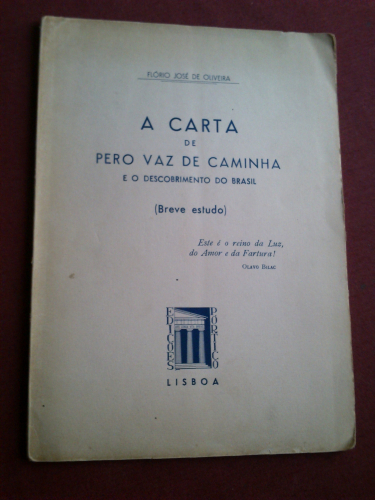 FLÓRIO JOSÉ DE OLIVEIRA
A CARTA
DE
PERO VAZ DE CAMINHA
E O DESCOBRIMENTO DO BRASIL
(Breve estudo)
Este é o reino da Luz,
do Amor e da Fartura!
OLAVO BILAC
EDIÇÕES
PÓRTICO
LISBOA